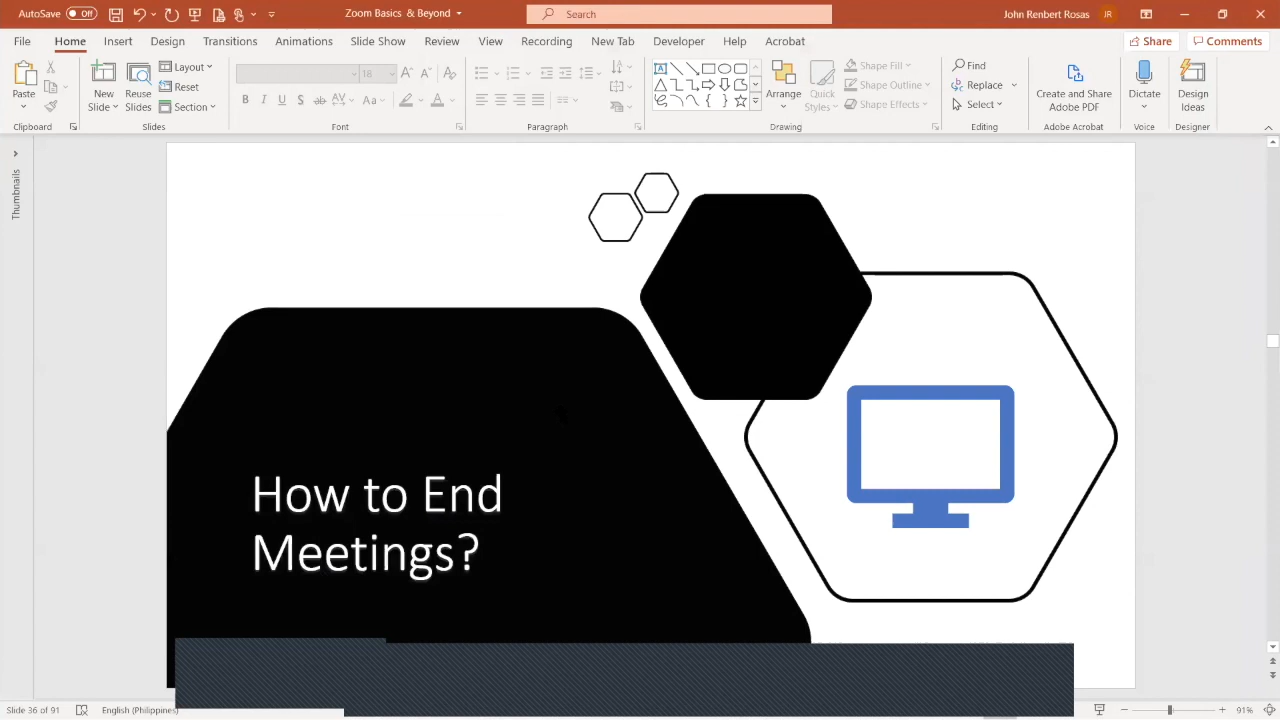 AutoSave Off
Zoom Basics & Beyond
Search
John Renbert Rosas JR
File Home Insert Design Transitions Animations Slide Show Review View Recording New Tab Developer Help Acrobat
Share Comments
Paste
Clipboard
New Slide
Reuse Slides
Layout
Reset
Section
Slides
18
B I U S ab AV Aa A
Font
Paragraph
Arrange
Quick Styles
Shape Fill
Shape Outline
Shape Effects
Drawing
Find
Replace
Select
Editing
Create and Share Adobe PDF
Adobe Acrobat
Dictate
Voice
Design Ideas
Designer
Thumbnails
How to End
Meetings?
Slide 36 of 91
English (Philippines)
91%